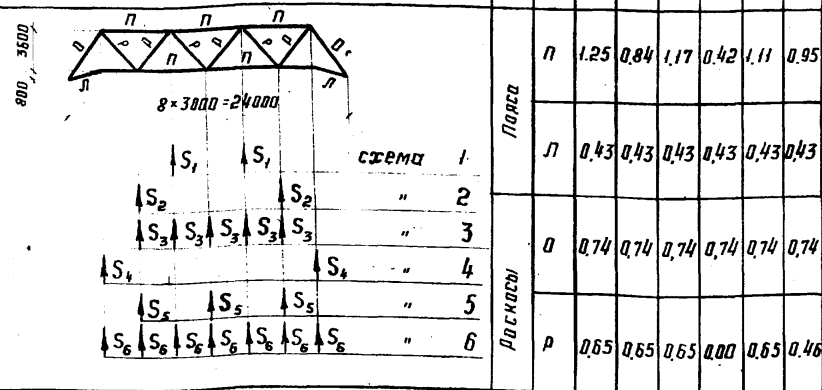 П П П
О Р Р Р Р Р Р О
Л П П Л
3600
800
8×3000=24000
S₁ S₁ схема 1
S₂ S₂ " 2
S₃ S₃ S₃ S₃ S₃ " 3
S₄ S₄ " 4
S₅ S₅ S₅ " 5
S₆ S₆ S₆ S₆ S₆ S₆ S₆ " 6
Пояса
П 1.25 0,84 1,17 0.42 1,11 0.95
Л 0,43 0,43 0,43 0,43 0,43 0,43
Раскосы
О 0,74 0,74 0,74 0,74 0,74 0,74
Р 0,65 0,65 0,65 0,00 0,65 0,46